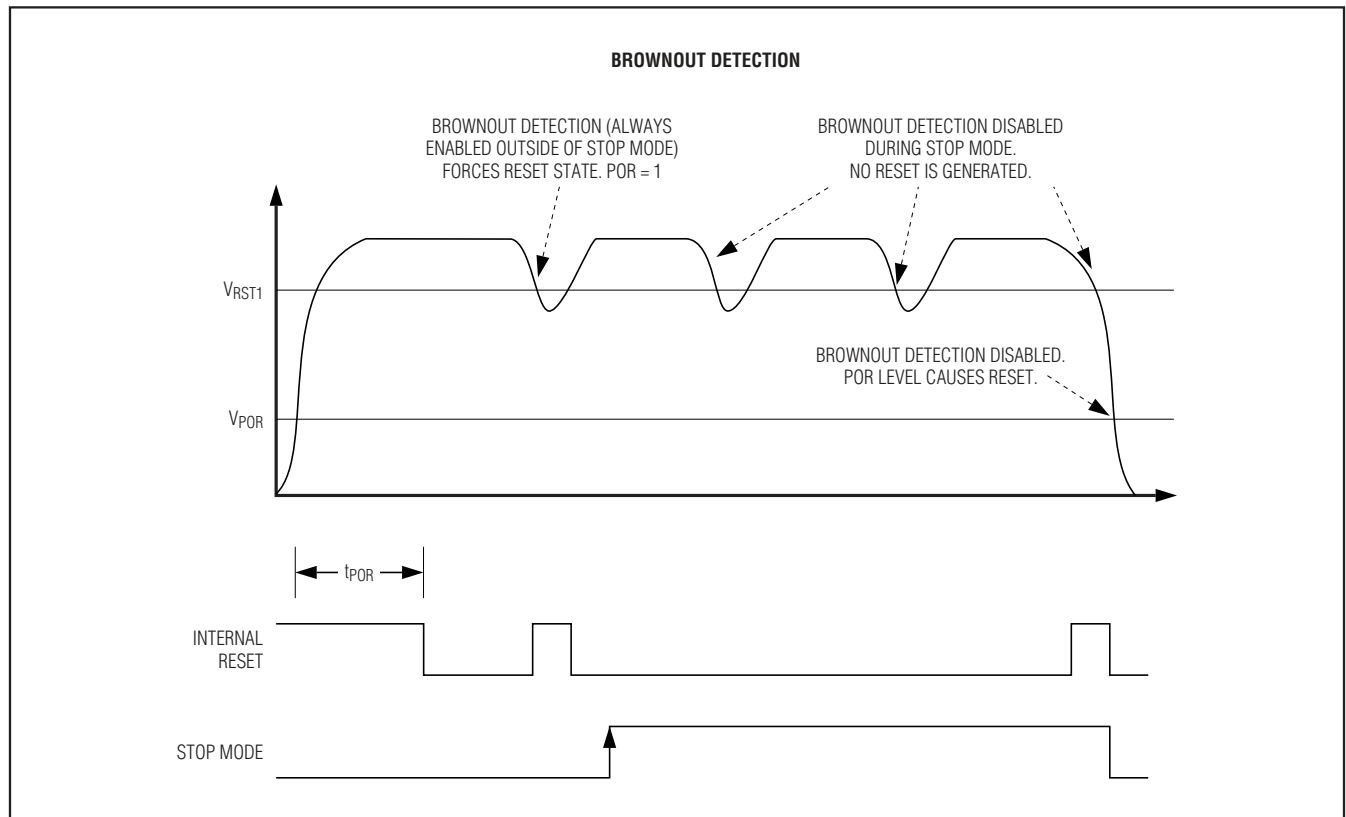 BROWNOUT DETECTION
BROWNOUT DETECTION (ALWAYS
ENABLED OUTSIDE OF STOP MODE)
FORCES RESET STATE. POR = 1
BROWNOUT DETECTION DISABLED
DURING STOP MODE.
NO RESET IS GENERATED.
VRST1
BROWNOUT DETECTION DISABLED.
POR LEVEL CAUSES RESET.
VPOR
tPOR
INTERNAL
RESET
STOP MODE